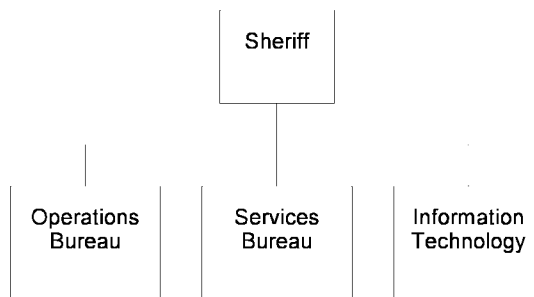 Sheriff
Operations
Bureau
Services
Bureau
Information
Technology